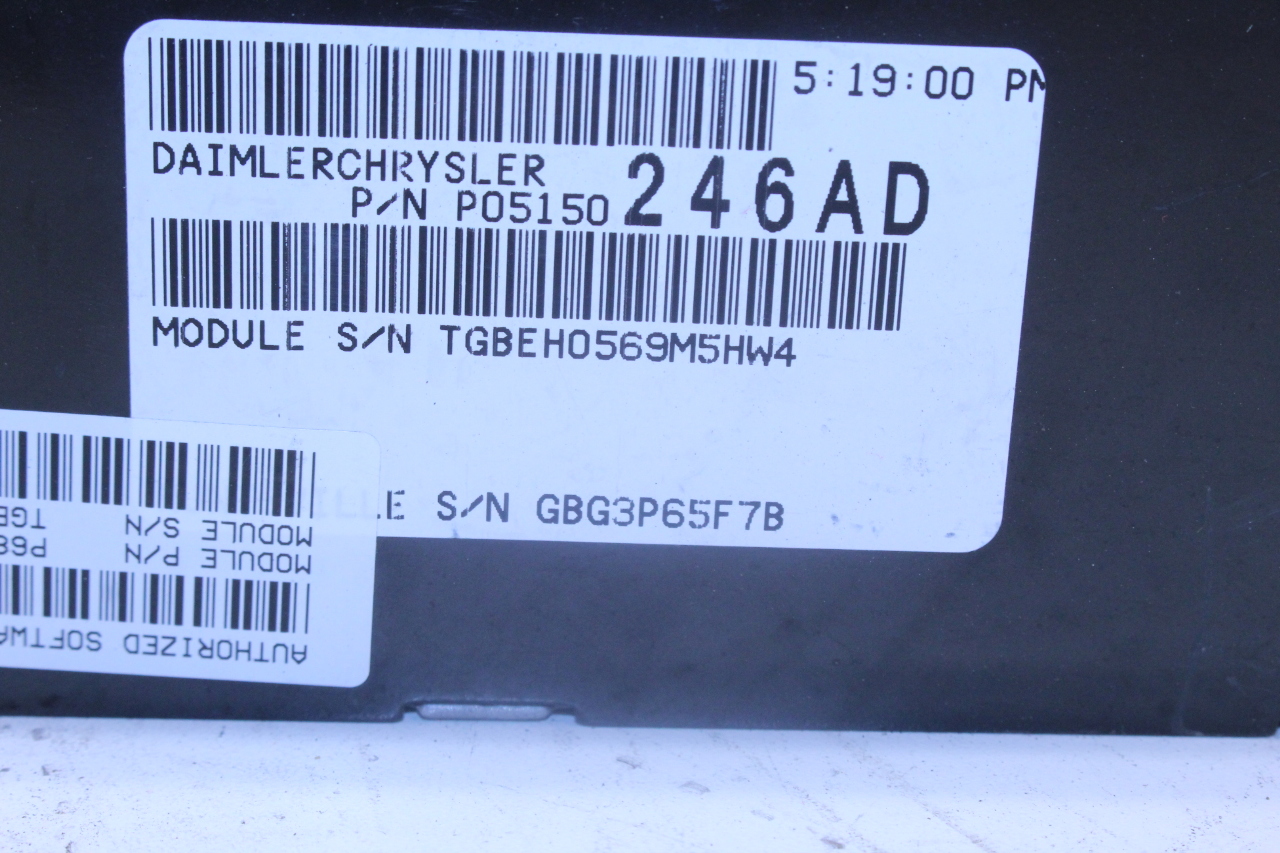 5:19:00 PM
DAIMLERCHRYSLER
P/N P05150 246AD
MODULE S/N TGBEH0569M5HW4
S/N GBG3P65F7B
AUTHORIZED
MODULE P/N
MODULE S/N